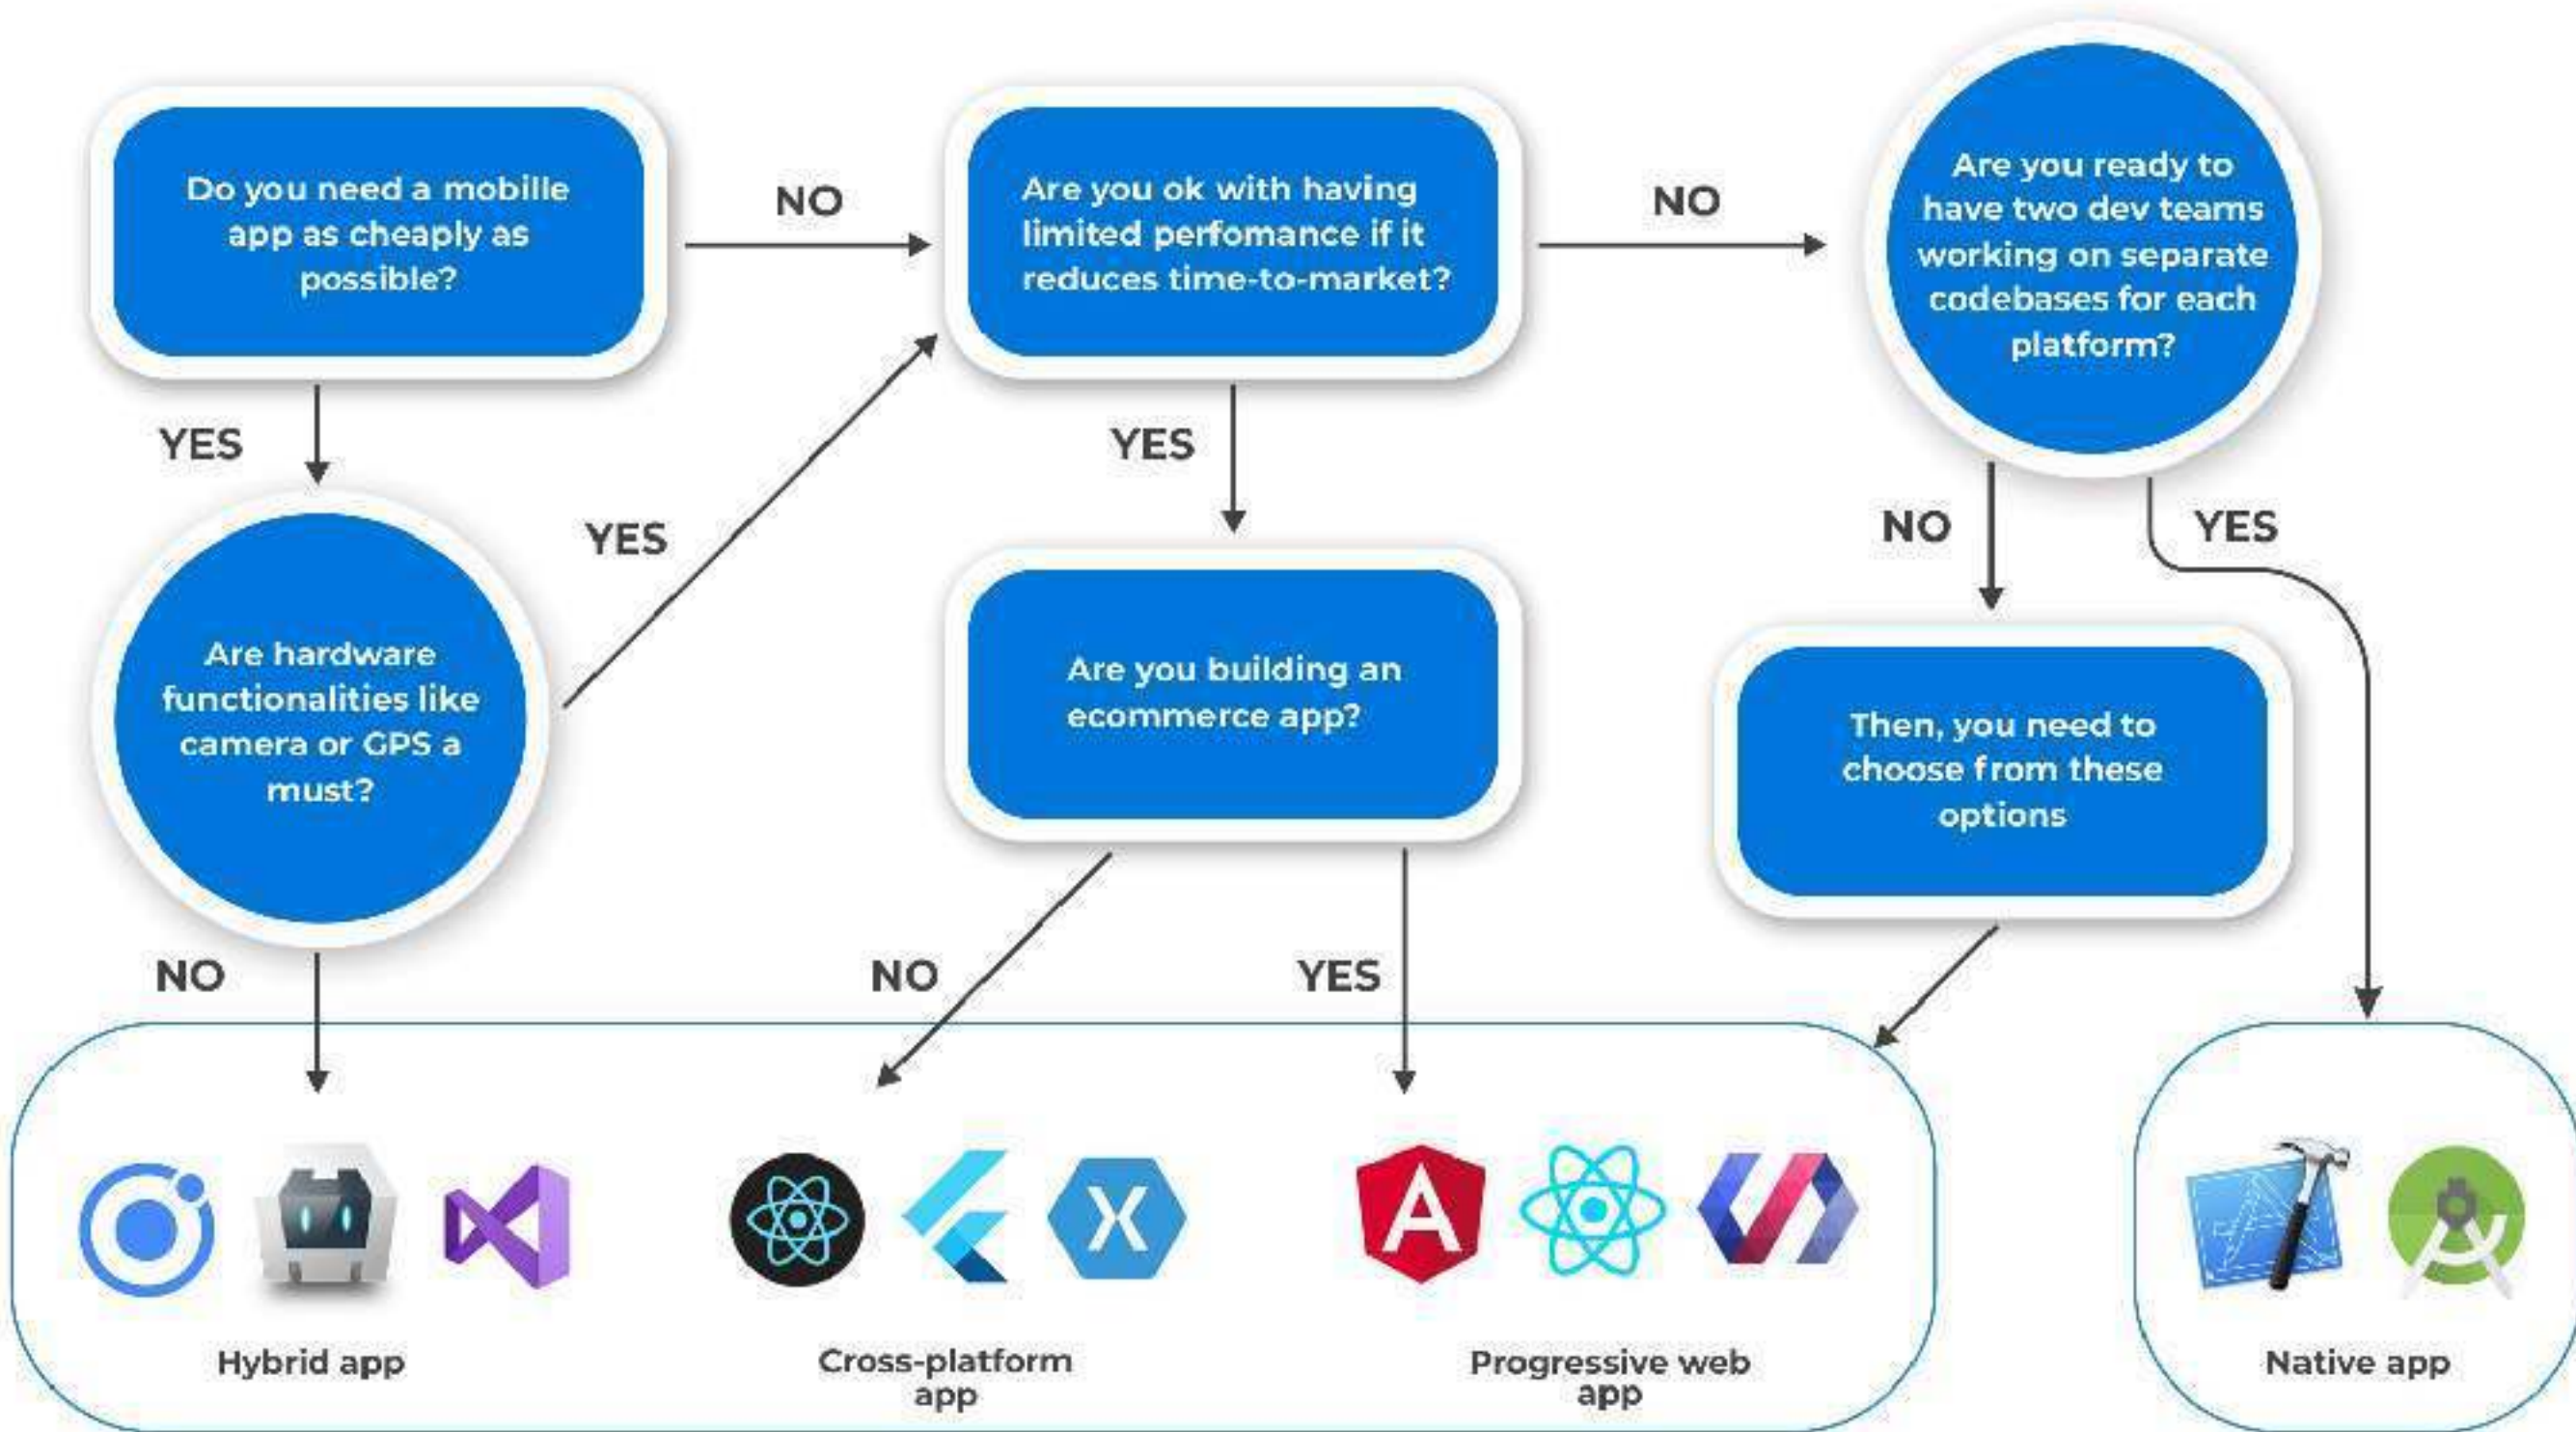 Do you need a mobille
app as cheaply as
possible?
NO
Are you ok with having
limited perfomance if it
reduces time-to-market?
NO
Are you ready to
have two dev teams
working on separate
codebases for each
platform?
YES
YES
YES
NO
YES
Are hardware
functionalities like
camera or GPS a
must?
Are you building an
ecommerce app?
Then, you need to
choose from these
options
NO
NO
YES
X
A
Hybrid app
Cross-platform
app
Progressive web
app
Native app